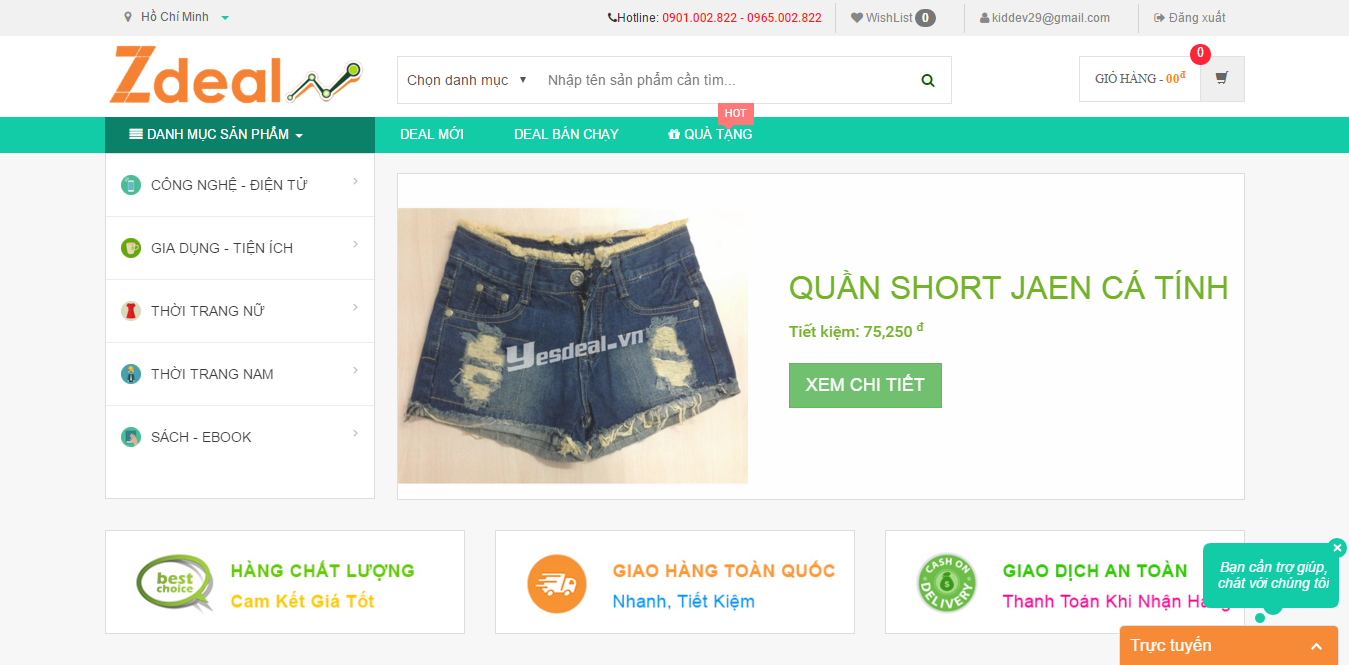 Hồ Chí Minh
Hotline: 0901.002.822 - 0965.002.822
WishList 0
kiddev29@gmail.com
Đăng xuất
Zdeal
Chọn danh mục
Nhập tên sản phẩm cần tìm...
GIỎ HÀNG - 00đ
0
DANH MỤC SẢN PHẨM
DEAL MỚI
DEAL BÁN CHẠY
HOT
QUÀ TẶNG
CÔNG NGHỆ - ĐIỆN TỬ
GIA DỤNG - TIỆN ÍCH
THỜI TRANG NỮ
THỜI TRANG NAM
SÁCH - EBOOK
Yesdeal.vn
QUẦN SHORT JAEN CÁ TÍNH
Tiết kiệm: 75,250 đ
XEM CHI TIẾT
best
choice
HÀNG CHẤT LƯỢNG
Cam Kết Giá Tốt
GIAO HÀNG TOÀN QUỐC
Nhanh, Tiết Kiệm
CASH ON
DELIVERY
GIAO DỊCH AN TOÀN
Thanh Toán Khi Nhận Hàng
Bạn cần trợ giúp,
chát với chúng tôi
Trực tuyến